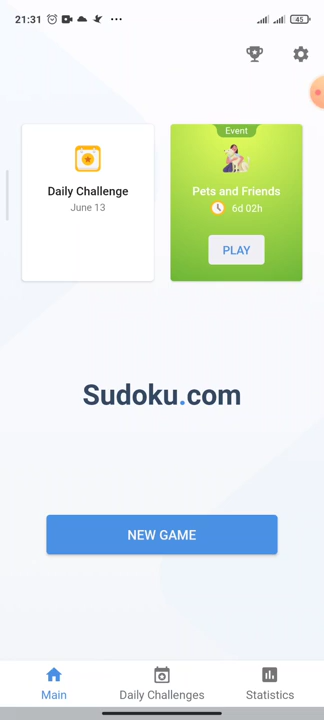 21:31
45
Event
Daily Challenge
June 13
Pets and Friends
6d 02h
PLAY
Sudoku.com
NEW GAME
Main
Daily Challenges
Statistics